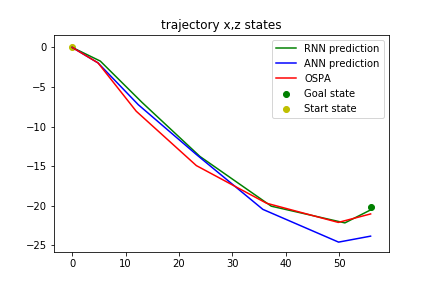 trajectory x,z states
RNN prediction
ANN prediction
OSPA
Goal state
Start state
0
−5
−10
−15
−20
−25
0
10
20
30
40
50